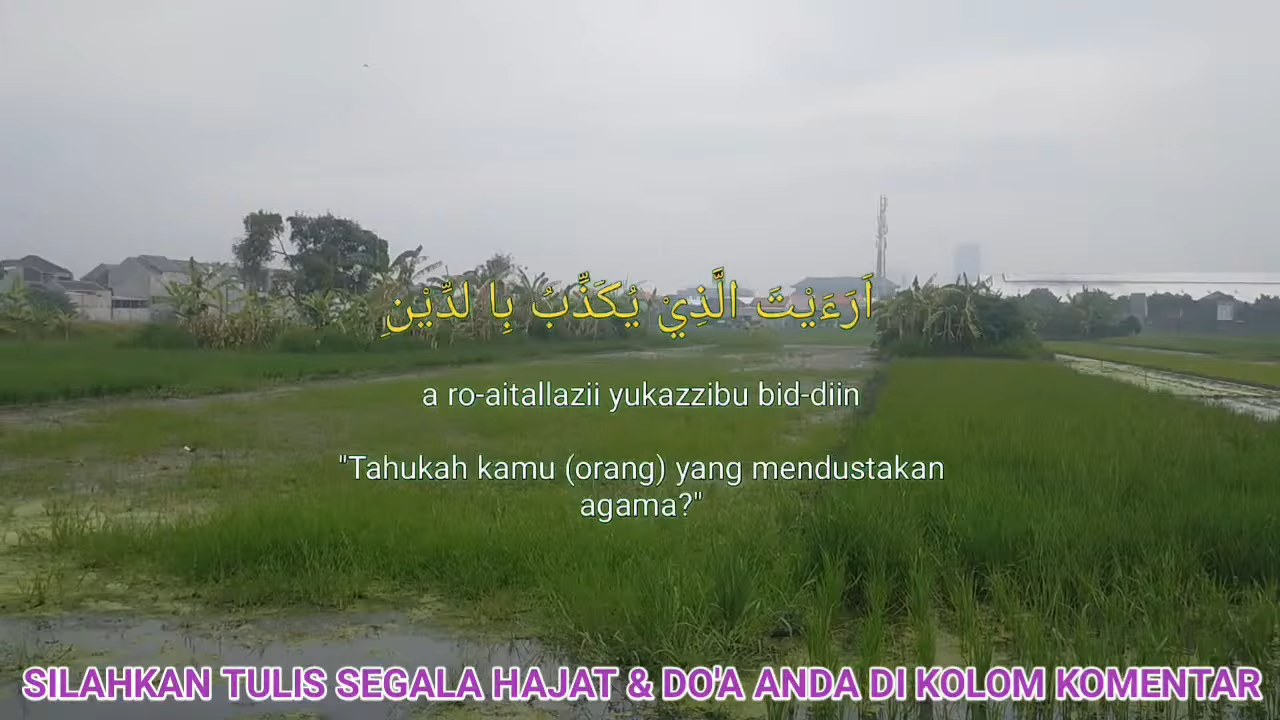 اَرَءَيْتَ الَّذِيْ يُكَذِّبُ بِا لدِّيْنِ
a ro-aitallazii yukazzibu bid-diin
"Tahukah kamu (orang) yang mendustakan
agama?"
SILAHKAN TULIS SEGALA HAJAT & DO'A ANDA DI KOLOM KOMENTAR